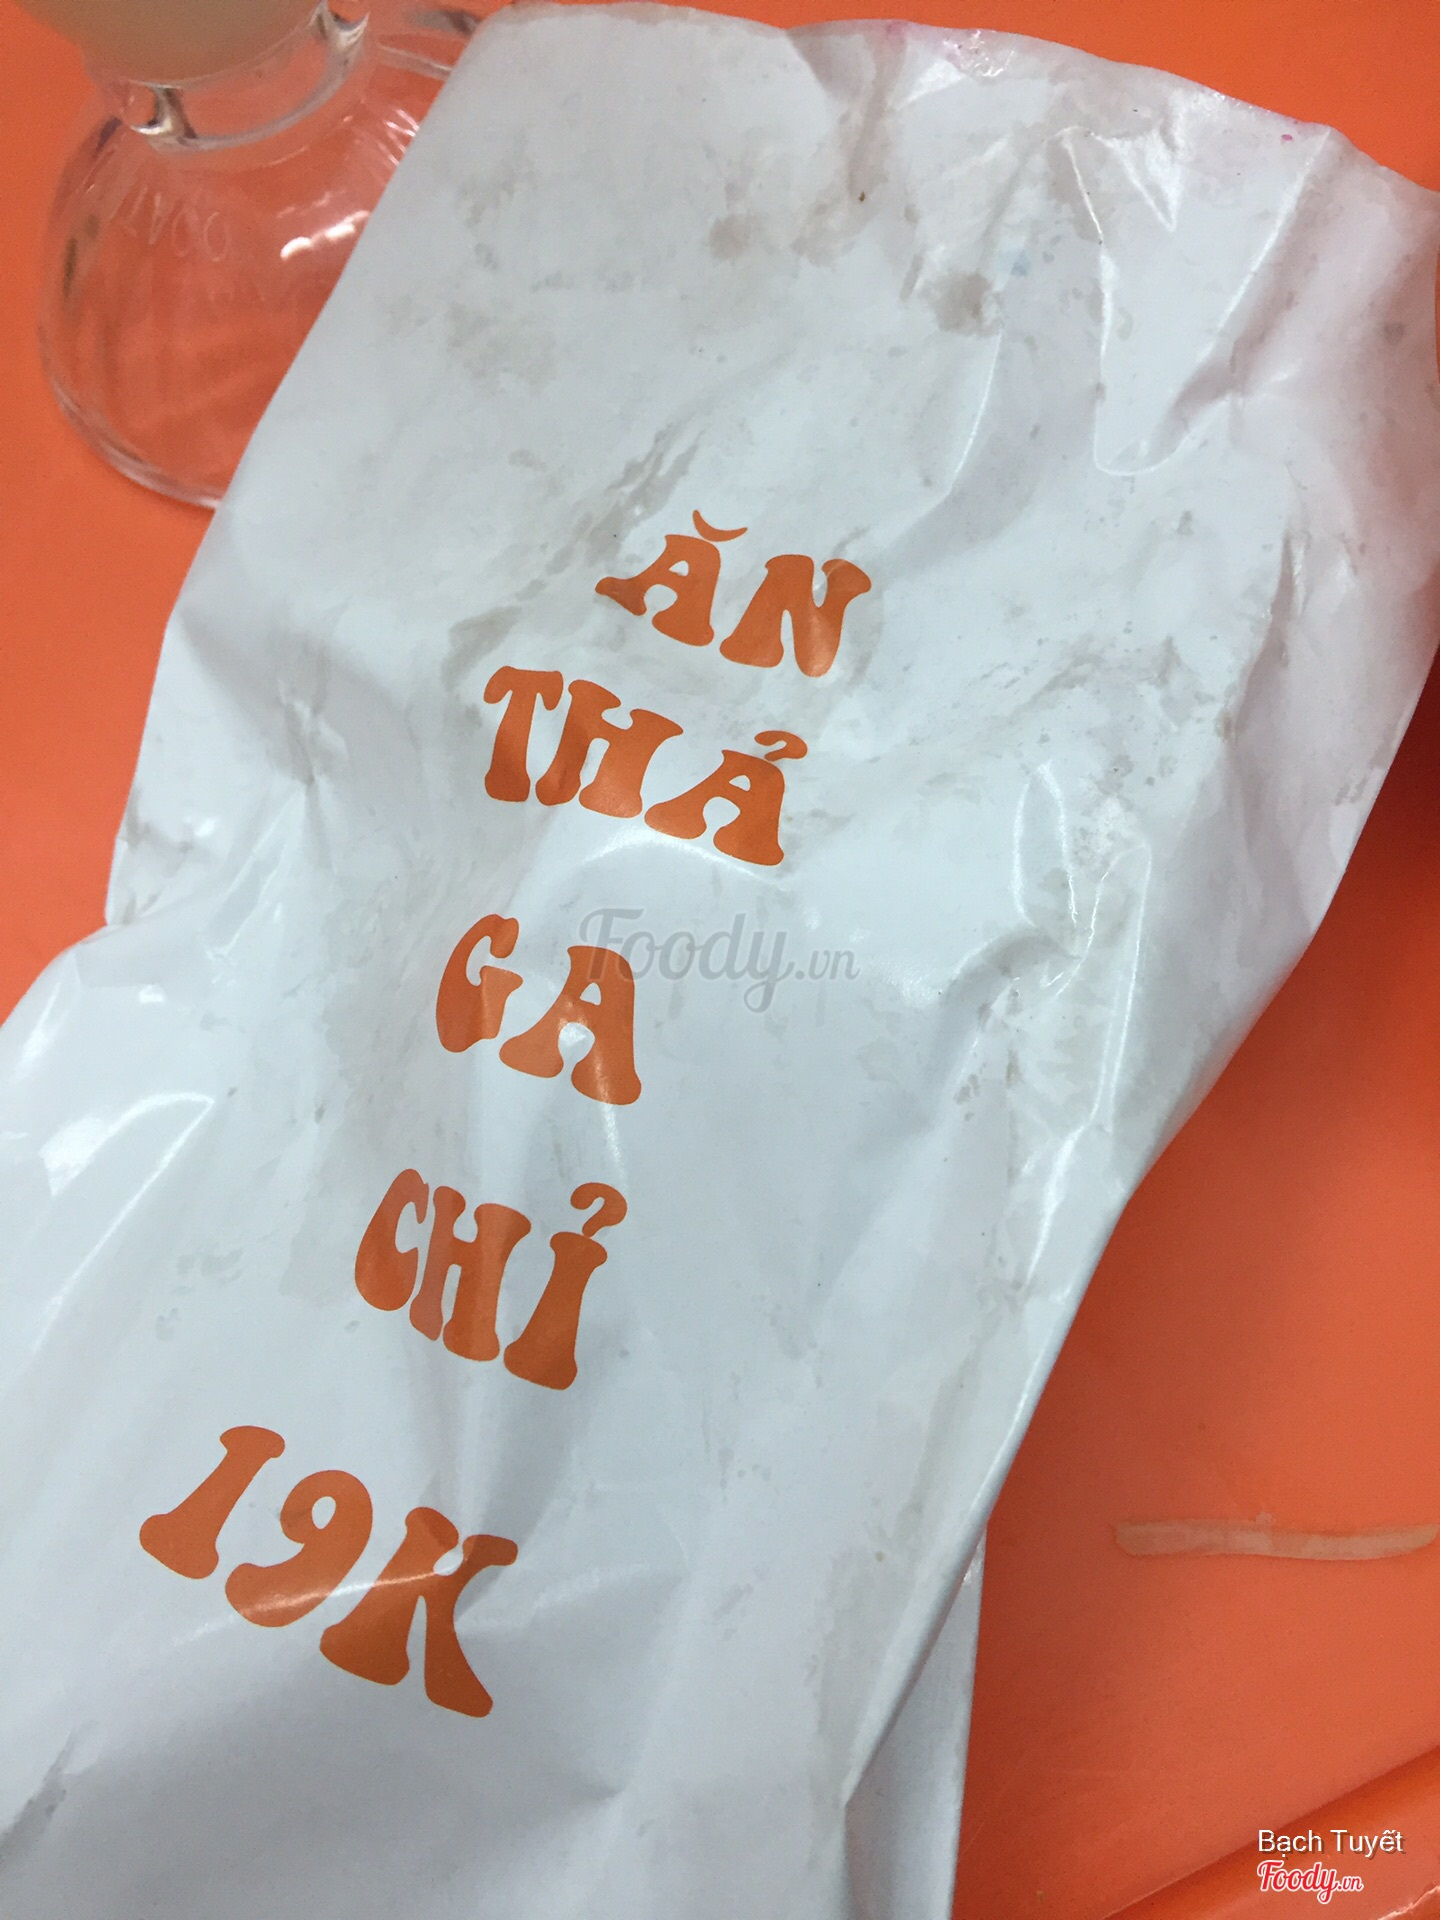 ĂN
THẢ
GA
CHỈ
19K
Foody.vn
Bạch Tuyết
Foody.vn